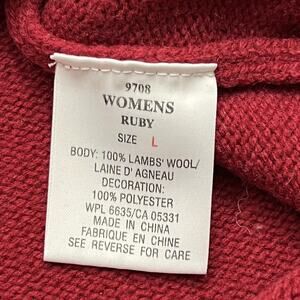 9708
WOMENS
RUBY
SIZE L
BODY: 100% LAMBS' WOOL/
LAINE D' AGNEAU
DECORATION:
100% POLYESTER
WPL 6635/CA 05331
MADE IN CHINA
FABRIQUE EN CHINE
SEE REVERSE FOR CARE